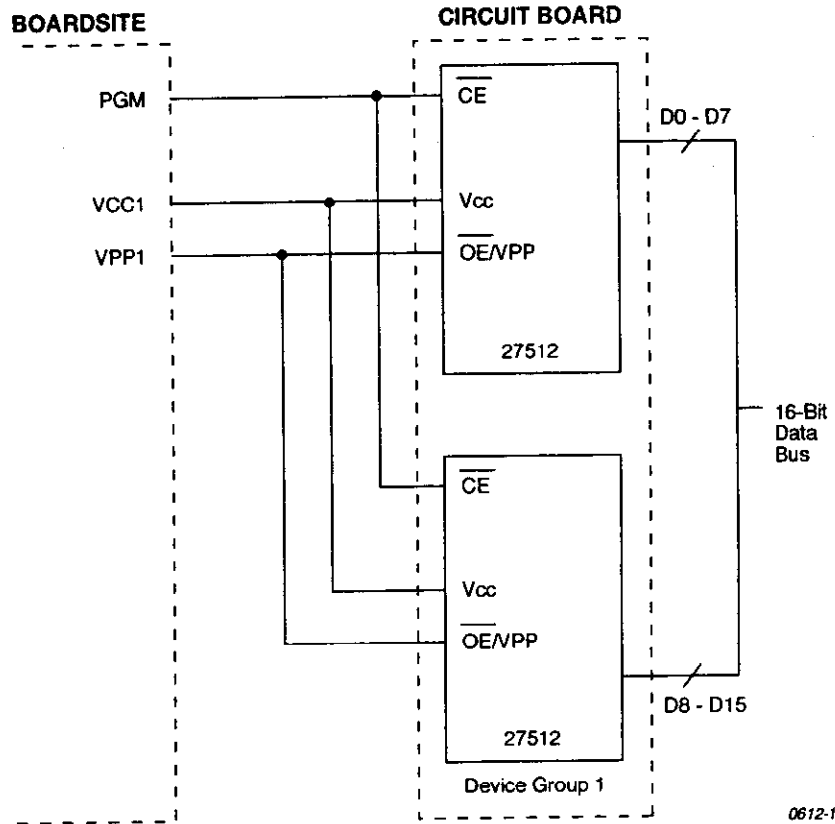 BOARDSITE
CIRCUIT BOARD
PGM
CE
D0 - D7
VCC1
Vcc
VPP1
OE/VPP
27512
16-Bit
Data
Bus
CE
Vcc
OE/VPP
D8 - D15
27512
Device Group 1
0612-1